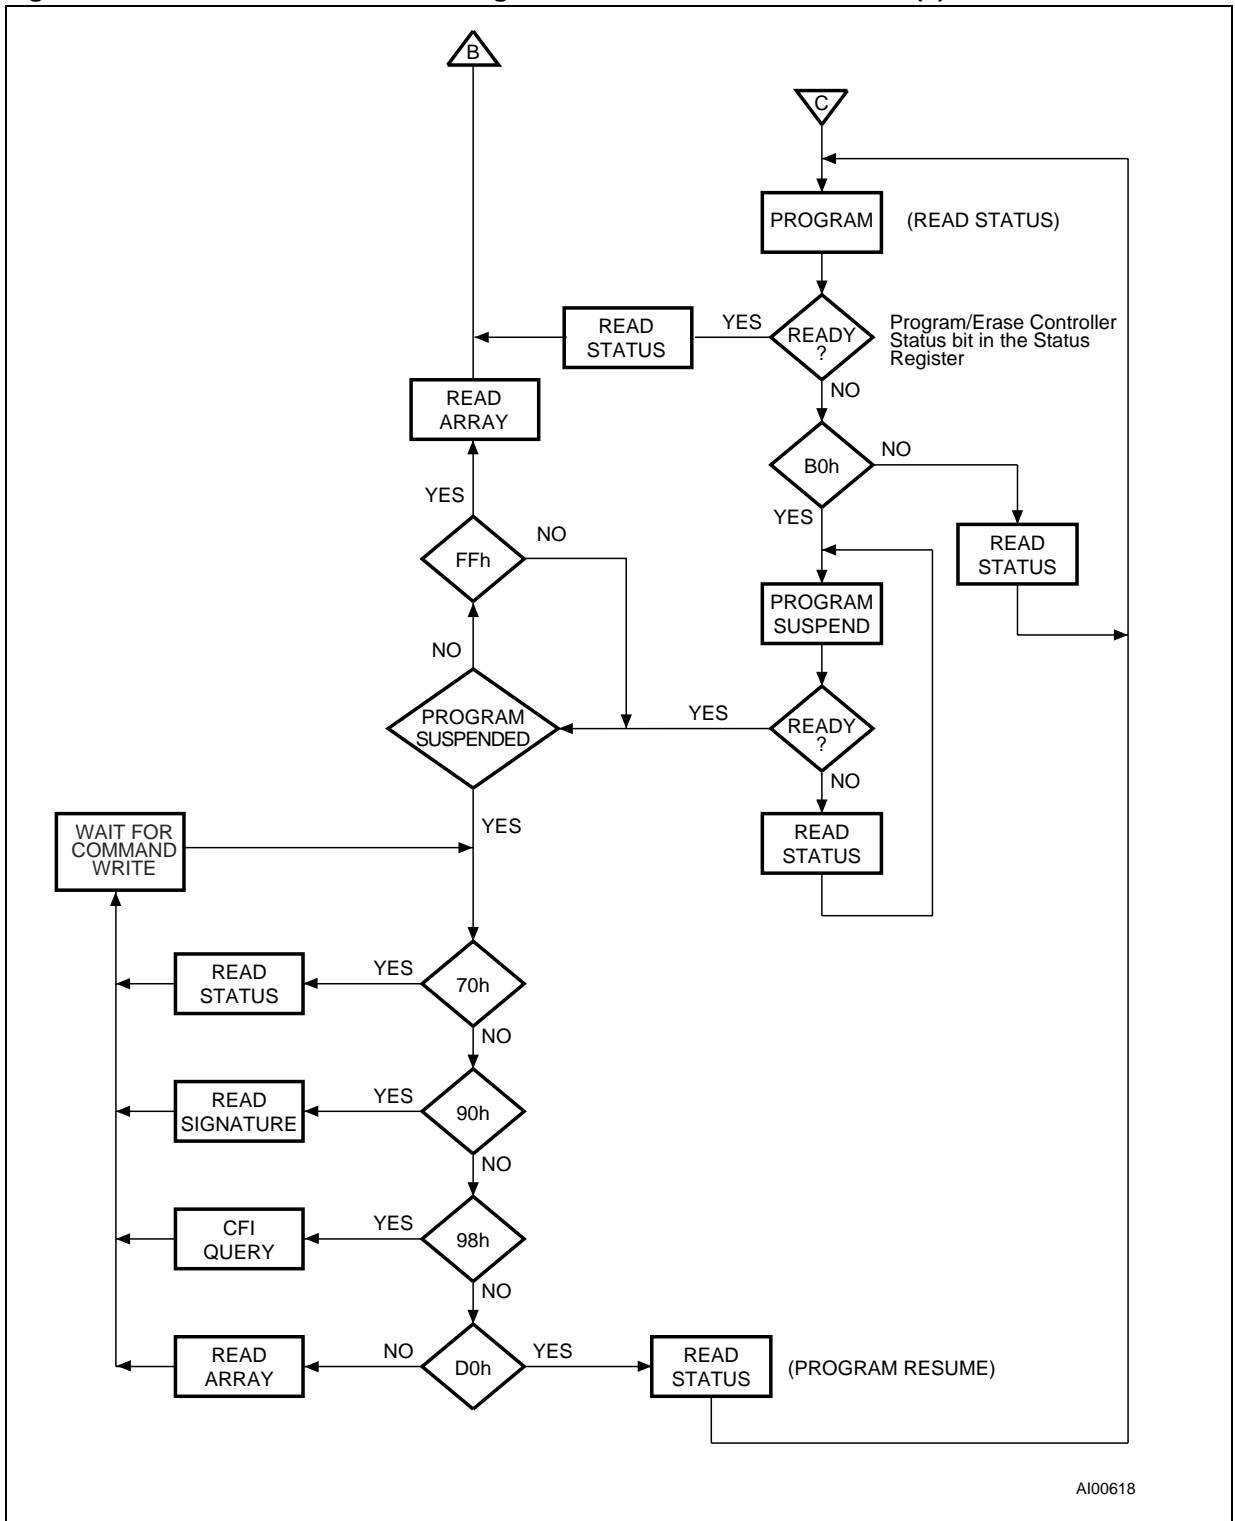 B
C
PROGRAM
(READ STATUS)
READ
STATUS
YES
READY
?
Program/Erase Controller
Status bit in the Status
Register
NO
READ
ARRAY
B0h
NO
YES
YES
FFh
NO
READ
STATUS
PROGRAM
SUSPEND
NO
PROGRAM
SUSPENDED
YES
READY
?
NO
YES
READ
STATUS
WAIT FOR
COMMAND
WRITE
READ
STATUS
YES
70h
NO
READ
SIGNATURE
YES
90h
NO
CFI
QUERY
YES
98h
NO
READ
ARRAY
NO
D0h
YES
READ
STATUS
(PROGRAM RESUME)
AI00618